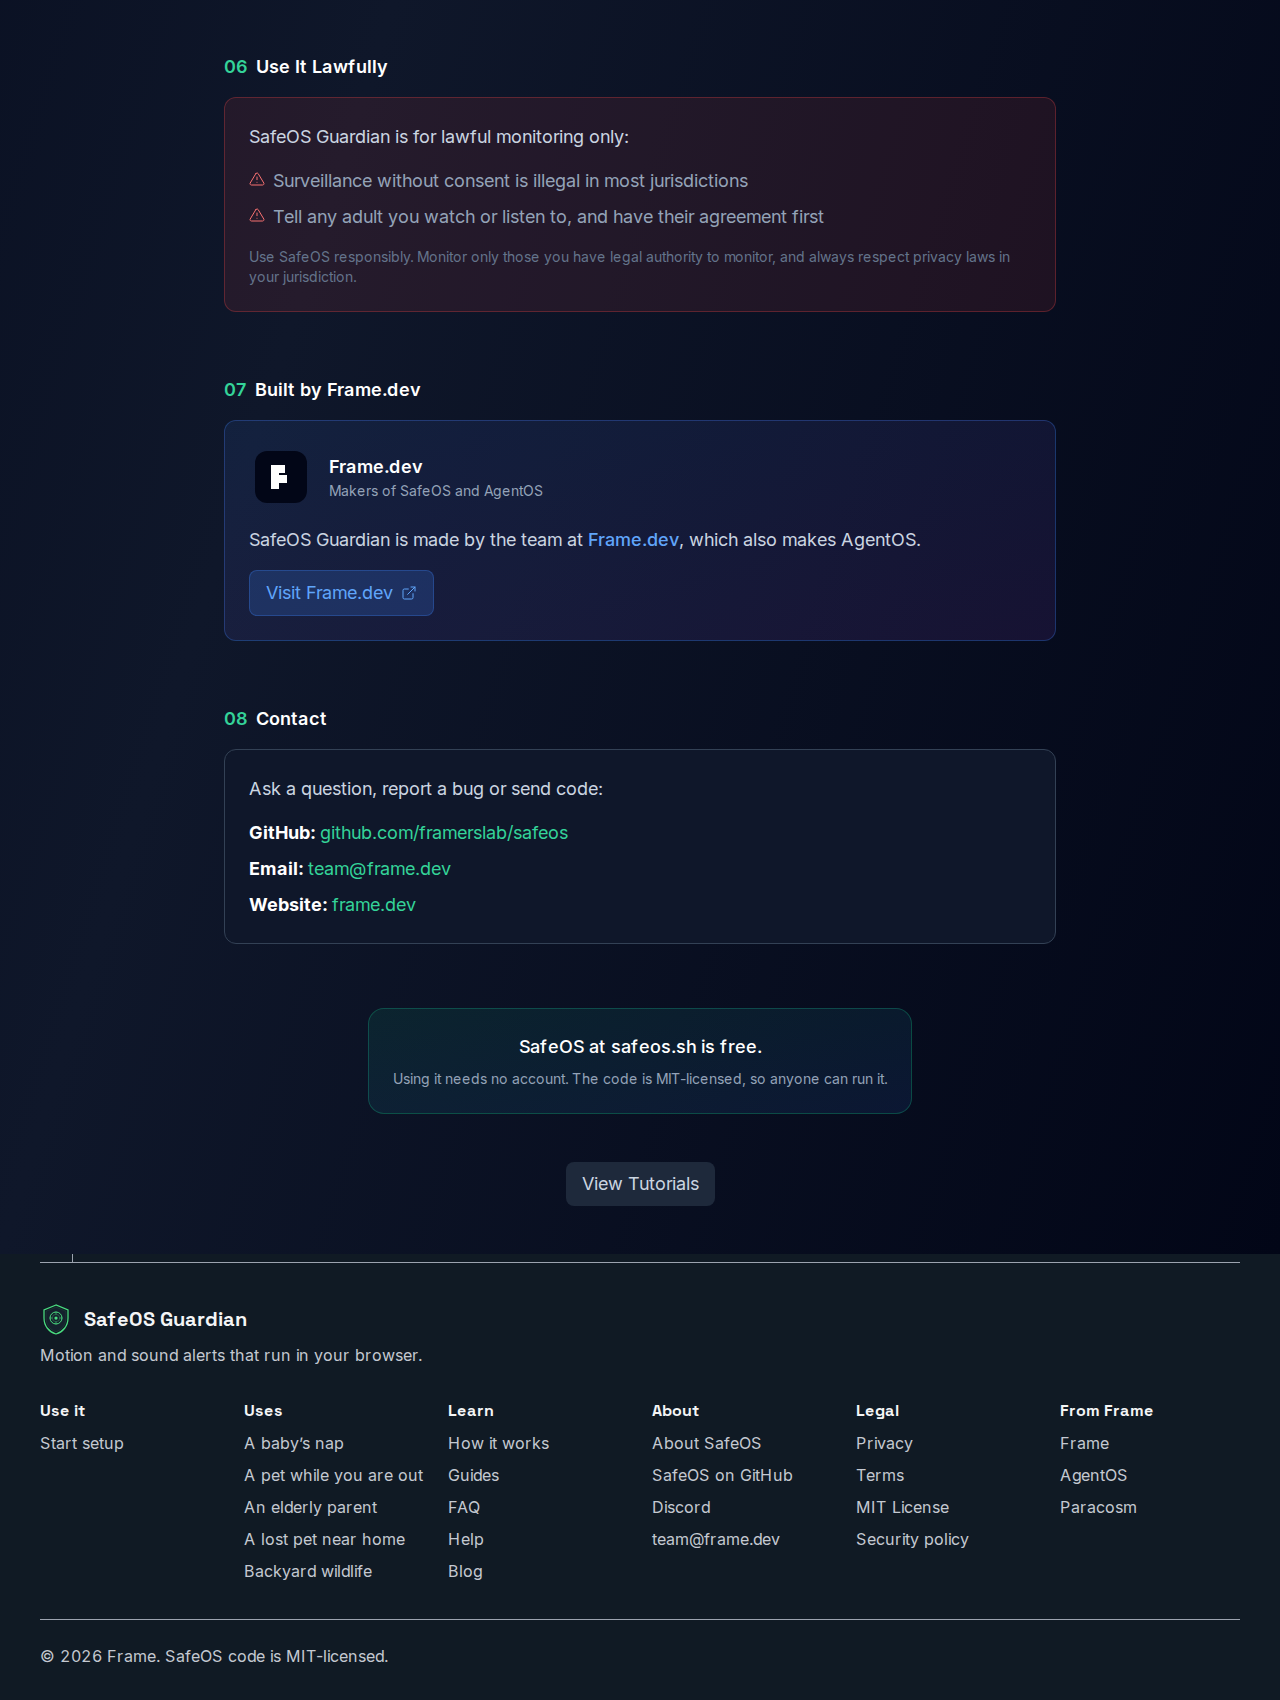 06 Use It Lawfully
SafeOS Guardian is for lawful monitoring only:
Surveillance without consent is illegal in most jurisdictions
Tell any adult you watch or listen to, and have their agreement first
Use SafeOS responsibly. Monitor only those you have legal authority to monitor, and always respect privacy laws in
your jurisdiction.
07 Built by Frame.dev
F
Frame.dev
Makers of SafeOS and AgentOS
SafeOS Guardian is made by the team at Frame.dev, which also makes AgentOS.
Visit Frame.dev
08 Contact
Ask a question, report a bug or send code:
GitHub: github.com/framerslab/safeos
Email: team@frame.dev
Website: frame.dev
SafeOS at safeos.sh is free.
Using it needs no account. The code is MIT-licensed, so anyone can run it.
View Tutorials
SafeOS Guardian
Motion and sound alerts that run in your browser.
Use it
Start setup
Uses
A baby’s nap
A pet while you are out
An elderly parent
A lost pet near home
Backyard wildlife
Learn
How it works
Guides
FAQ
Help
Blog
About
About SafeOS
SafeOS on GitHub
Discord
team@frame.dev
Legal
Privacy
Terms
MIT License
Security policy
From Frame
Frame
AgentOS
Paracosm
© 2026 Frame. SafeOS code is MIT-licensed.